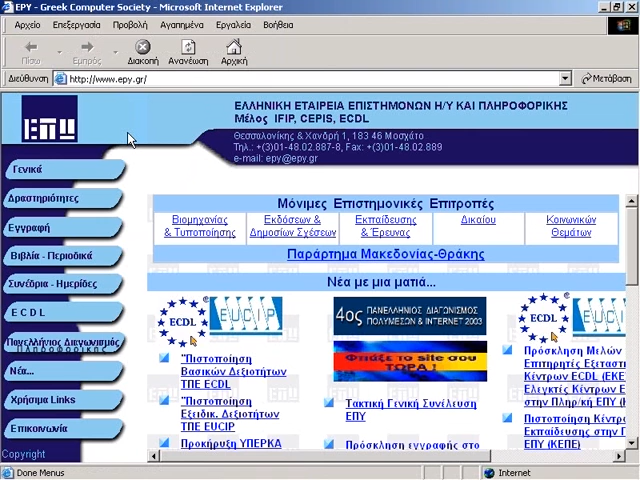 EPY - Greek Computer Society - Microsoft Internet Explorer
Αρχείο Επεξεργασία Προβολή Αγαπημένα Εργαλεία Βοήθεια
Πίσω Εμπρός Διακοπή Ανανέωση Αρχική
Διεύθυνση http://www.epy.gr/ Μετάβαση
ΕΠΥ
ΕΛΛΗΝΙΚΗ ΕΤΑΙΡΕΙΑ ΕΠΙΣΤΗΜΟΝΩΝ Η/Υ ΚΑΙ ΠΛΗΡΟΦΟΡΙΚΗΣ
Μέλος IFIP, CEPIS, ECDL
Θεσσαλονίκης & Χανδρή 1, 183 46 Μοσχάτο
Τηλ.: +(3)01-48.02.887-8, Fax: +(3)01-48.02.889
e-mail: epy@epy.gr
Γενικά
Δραστηριότητες
Εγγραφή
Βιβλία - Περιοδικά
Συνέδρια - Ημερίδες
E C D L
Πανελλήνιος Διαγωνισμός
Πληροφορικής
Νέα...
Χρήσιμα Links
Επικοινωνία
Copyright
Μόνιμες Επιστημονικές Επιτροπές
Βιομηχανίας & Τυποποίησης
Εκδόσεων & Δημοσίων Σχέσεων
Εκπαίδευσης & Έρευνας
Δικαίου
Κοινωνικών Θεμάτων
Παράρτημα Μακεδονίας-Θράκης
Νέα με μια ματιά...
ECDL EUCIP
"Πιστοποίηση
Βασικών Δεξιοτήτων
ΤΠΕ ECDL
"Πιστοποίηση
Εξειδικ. Δεξιοτήτων
ΤΠΕ EUCIP
Προκήρυξη ΥΠΕΡΚΑ
4ος ΠΑΝΕΛΛΗΝΙΟΣ ΔΙΑΓΩΝΙΣΜΟΣ
ΠΟΛΥΜΕΣΩΝ & INTERNET 2003
Φτιάξε το site σου
ΤΩΡΑ !
Τακτική Γενική Συνέλευση
ΕΠΥ
Πρόσκληση εγγραφής στο
ECDL EUCI
Πρόσκληση Μελών
Επιτηρητές Εξεταστι
Κέντρων ECDL (ΕΚΕ
Ελεγκτές Κέντρων Ε
στην Πληρ/κή ΕΠΥ (Κ
Πιστοποίηση Κέντρ
Εκπαίδευσης στην Π
ΕΠΥ (ΚΕΠΕ)
Done Menus Internet